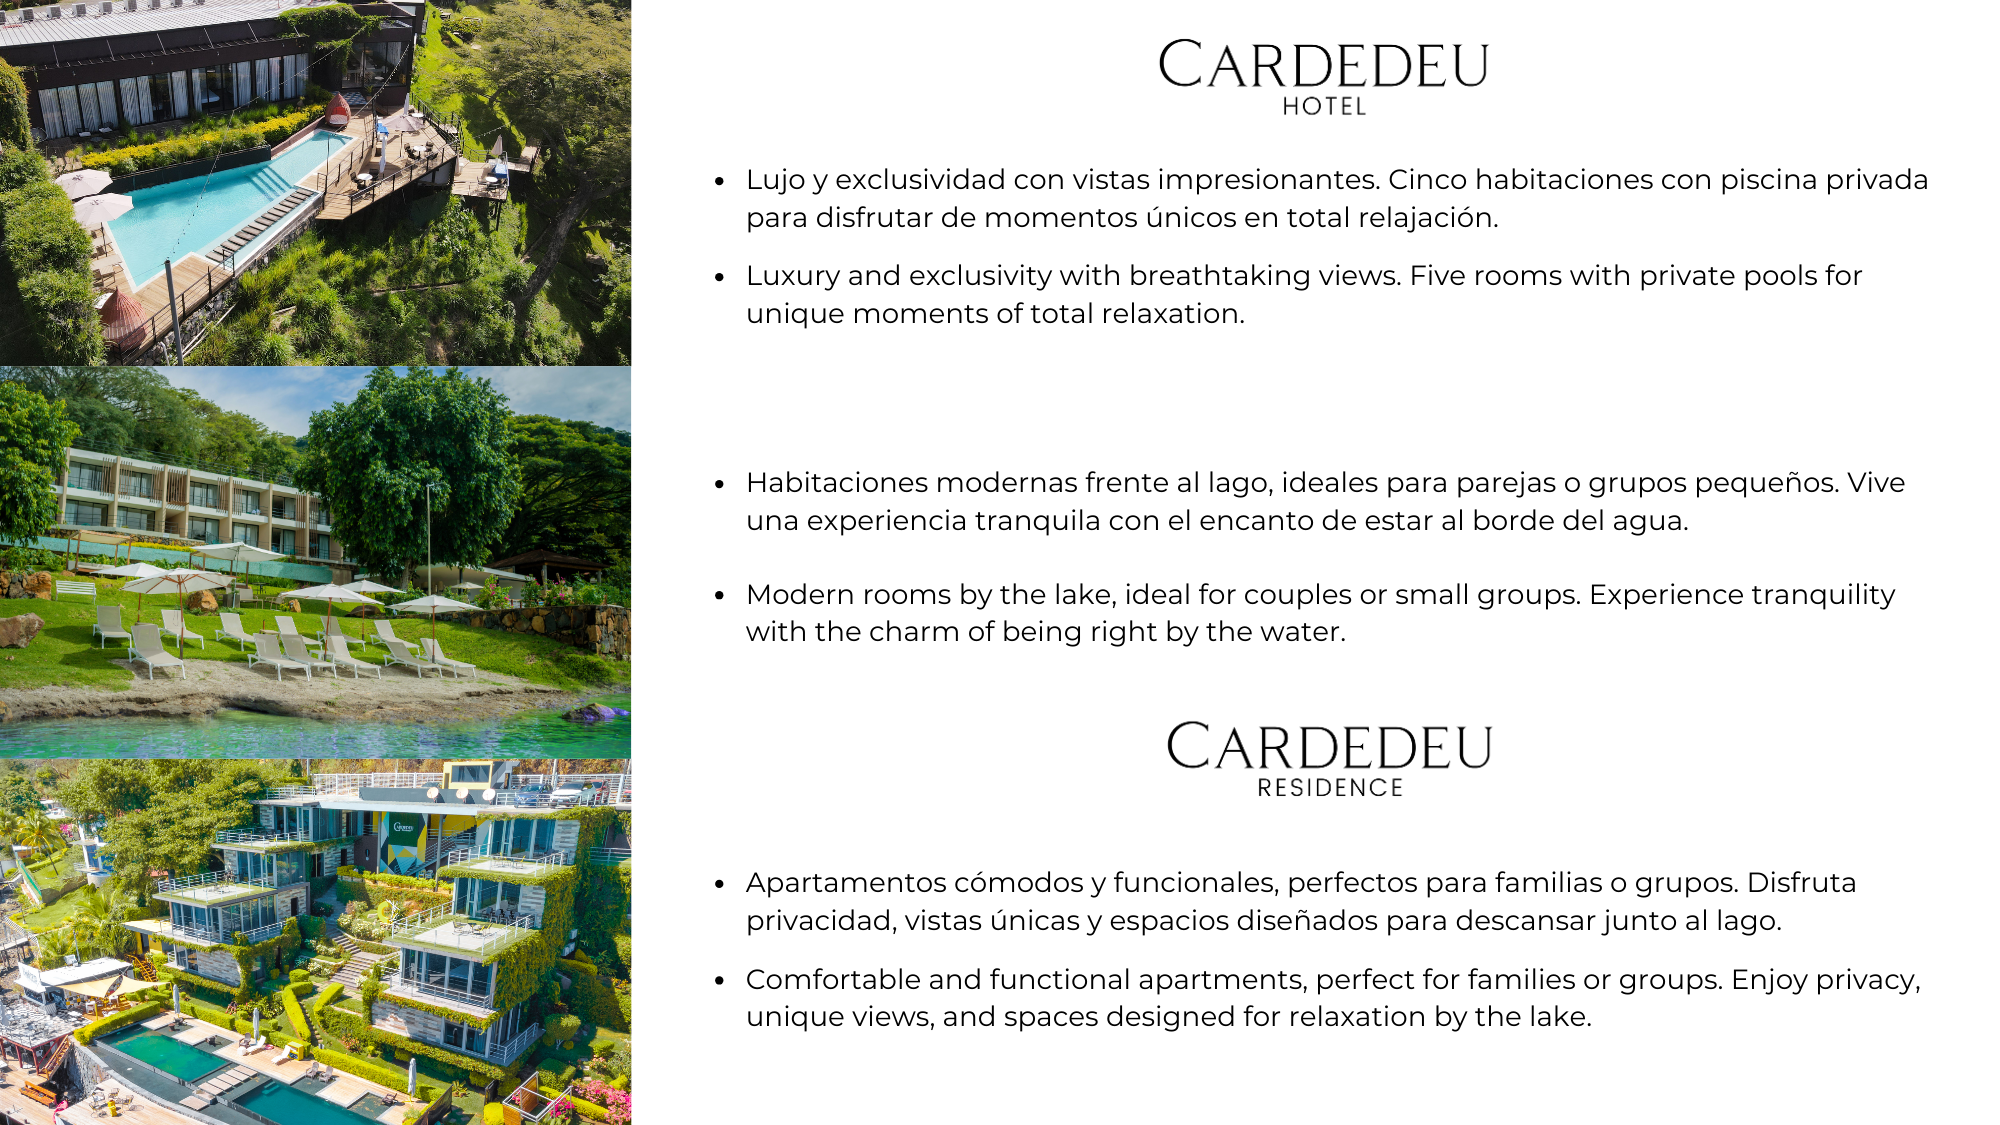 CARDEDEU
HOTEL
• Lujo y exclusividad con vistas impresionantes. Cinco habitaciones con piscina privada
para disfrutar de momentos únicos en total relajación.
• Luxury and exclusivity with breathtaking views. Five rooms with private pools for
unique moments of total relaxation.
• Habitaciones modernas frente al lago, ideales para parejas o grupos pequeños. Vive
una experiencia tranquila con el encanto de estar al borde del agua.
• Modern rooms by the lake, ideal for couples or small groups. Experience tranquility
with the charm of being right by the water.
CARDEDEU
RESIDENCE
• Apartamentos cómodos y funcionales, perfectos para familias o grupos. Disfruta
privacidad, vistas únicas y espacios diseñados para descansar junto al lago.
• Comfortable and functional apartments, perfect for families or groups. Enjoy privacy,
unique views, and spaces designed for relaxation by the lake.